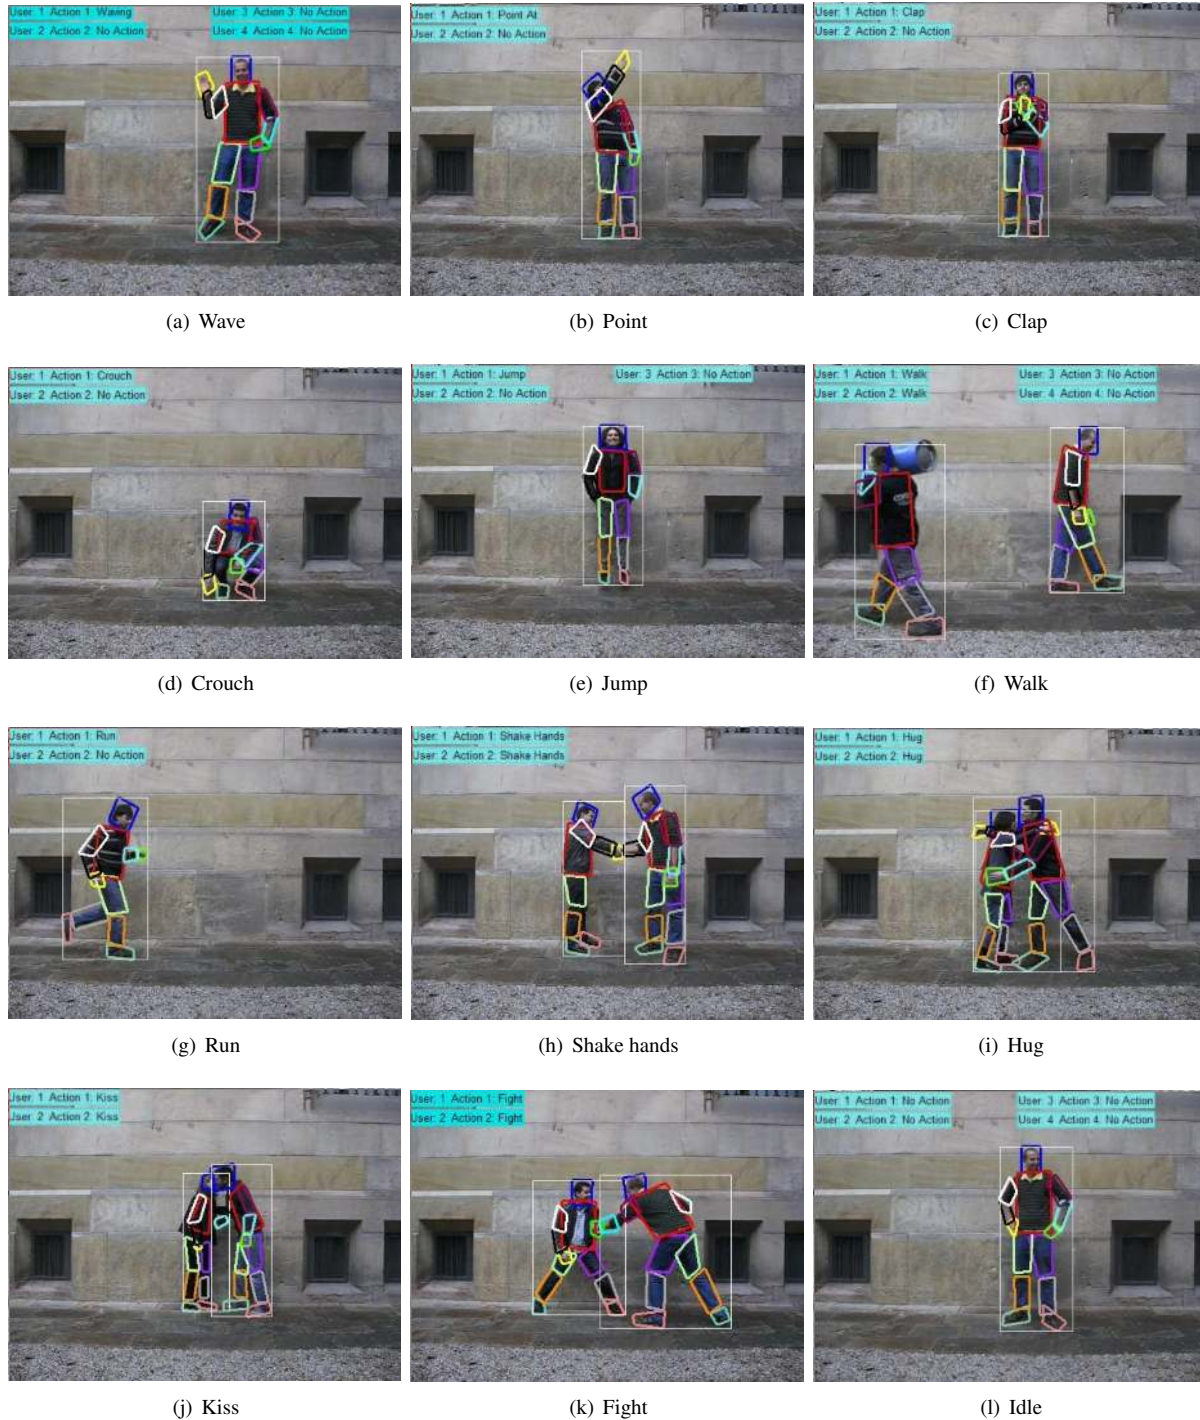 User: 1 Action 1: Waving
User: 3 Action 3: No Action
User: 2 Action 2: No Action
User: 4 Action 4: No Action
User: 1 Action 1: Point At
User: 2 Action 2: No Action
User: 1 Action 1: Clap
User: 2 Action 2: No Action
(a) Wave
(b) Point
(c) Clap
User: 1 Action 1: Crouch
User: 2 Action 2: No Action
User: 1 Action 1: Jump
User: 3 Action 3: No Action
User: 2 Action 2: No Action
User: 1 Action 1: Walk
User: 3 Action 3: No Action
User: 2 Action 2: Walk
User: 4 Action 4: No Action
(d) Crouch
(e) Jump
(f) Walk
User: 1 Action 1: Run
User: 2 Action 2: No Action
User: 1 Action 1: Shake Hands
User: 2 Action 2: Shake Hands
User: 1 Action 1: Hug
User: 2 Action 2: Hug
(g) Run
(h) Shake hands
(i) Hug
User: 1 Action 1: Kiss
User: 2 Action 2: Kiss
User: 1 Action 1: Fight
User: 2 Action 2: Fight
User: 1 Action 1: No Action
User: 3 Action 3: No Action
User: 2 Action 2: No Action
User: 4 Action 4: No Action
(j) Kiss
(k) Fight
(l) Idle